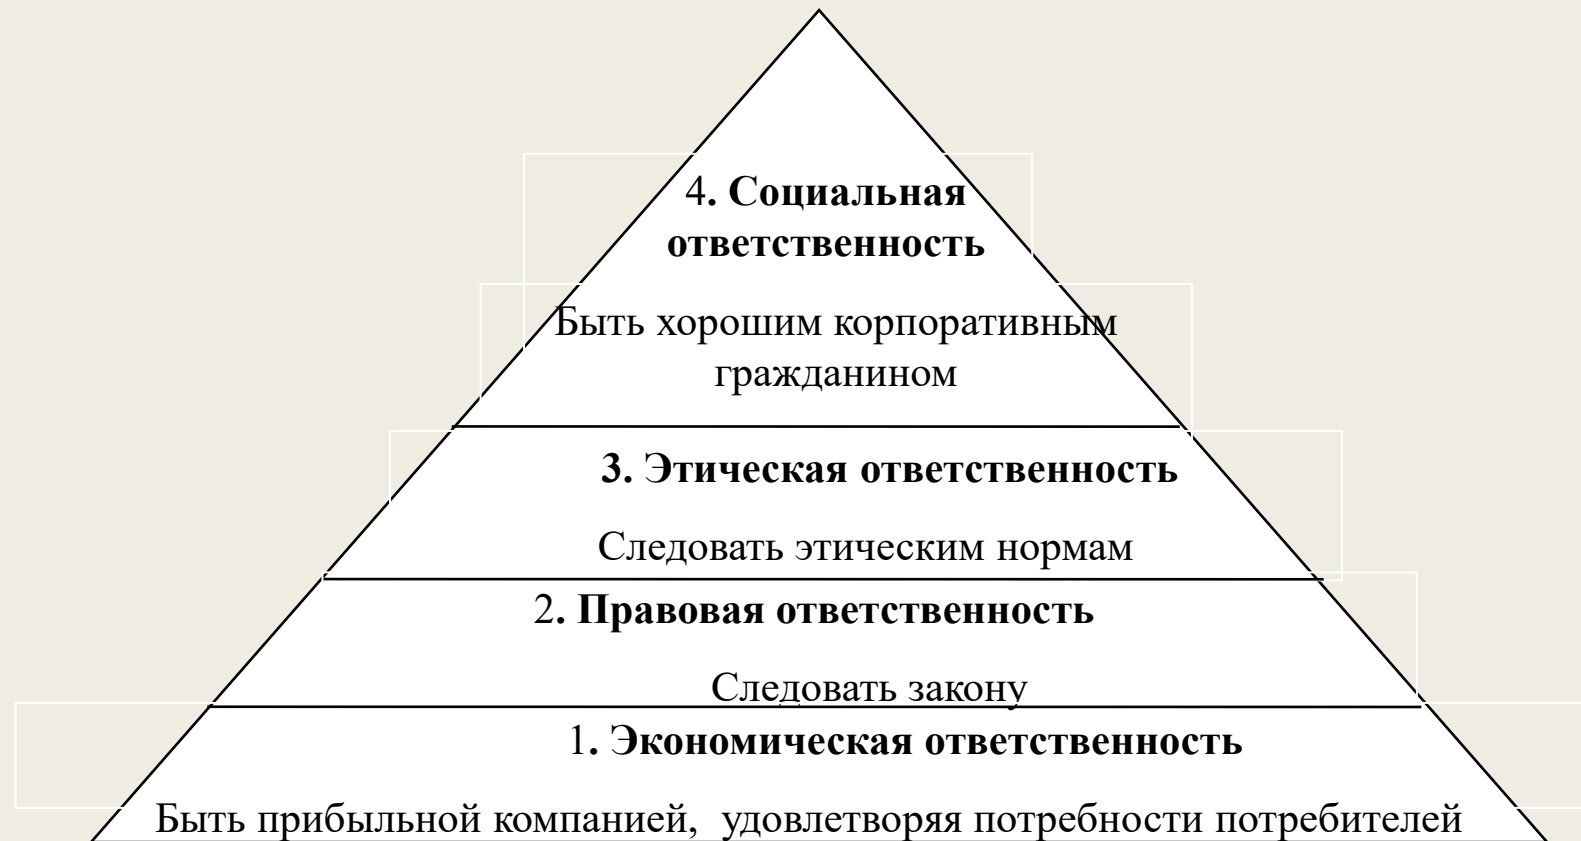 4. Социальная
ответственность
Быть хорошим корпоративным
гражданином
3. Этическая ответственность
Следовать этическим нормам
2. Правовая ответственность
Следовать закону
1. Экономическая ответственность
Быть прибыльной компанией, удовлетворяя потребности потребителей